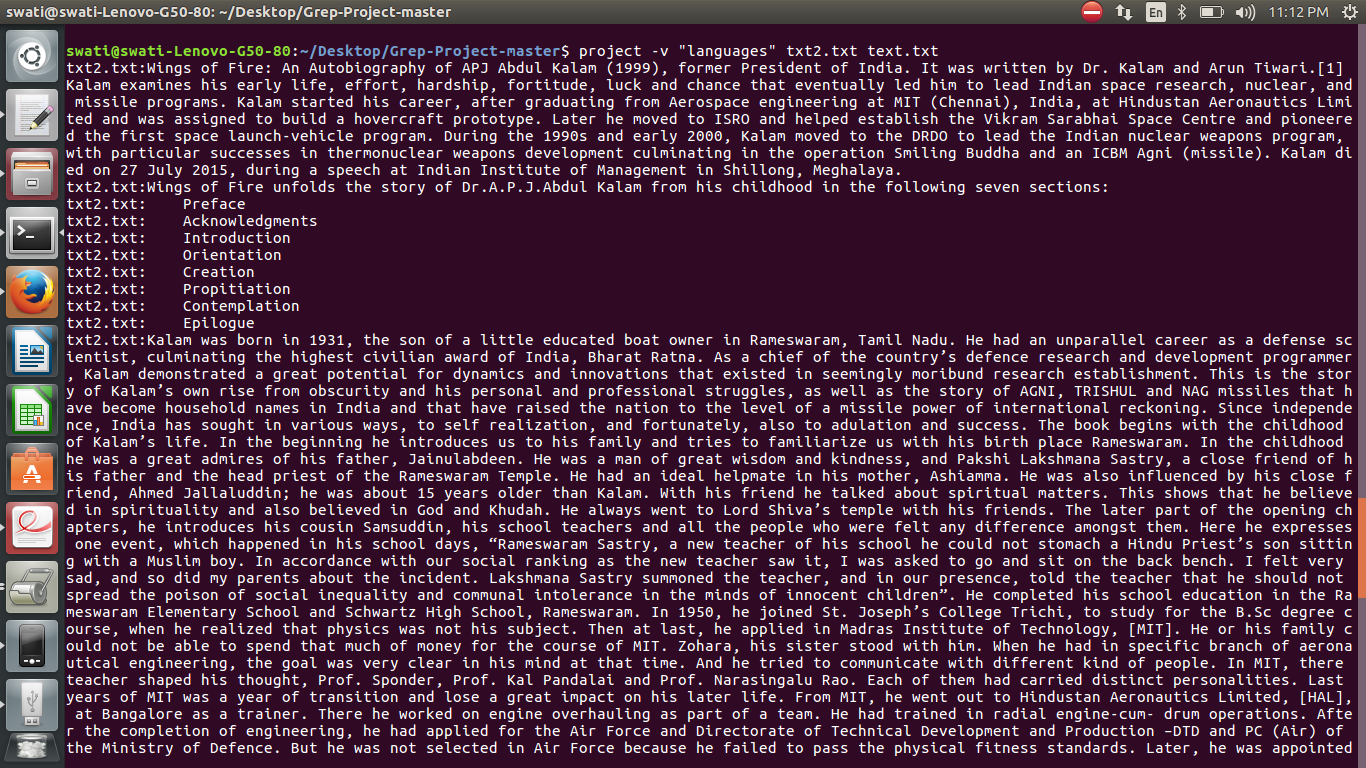 swati@swati-Lenovo-G50-80: ~/Desktop/Grep-Project-master
En
11:12 PM
swati@swati-Lenovo-G50-80:~/Desktop/Grep-Project-master$ project -v "languages" txt2.txt text.txt
txt2.txt:Wings of Fire: An Autobiography of APJ Abdul Kalam (1999), former President of India. It was written by Dr. Kalam and Arun Tiwari.[1]
Kalam examines his early life, effort, hardship, fortitude, luck and chance that eventually led him to lead Indian space research, nuclear, and
 missile programs. Kalam started his career, after graduating from Aerospace engineering at MIT (Chennai), India, at Hindustan Aeronautics Limi
ted and was assigned to build a hovercraft prototype. Later he moved to ISRO and helped establish the Vikram Sarabhai Space Centre and pioneere
d the first space launch-vehicle program. During the 1990s and early 2000, Kalam moved to the DRDO to lead the Indian nuclear weapons program,
with particular successes in thermonuclear weapons development culminating in the operation Smiling Buddha and an ICBM Agni (missile). Kalam di
ed on 27 July 2015, during a speech at Indian Institute of Management in Shillong, Meghalaya.
txt2.txt:Wings of Fire unfolds the story of Dr.A.P.J.Abdul Kalam from his childhood in the following seven sections:
txt2.txt:    Preface
txt2.txt:    Acknowledgments
txt2.txt:    Introduction
txt2.txt:    Orientation
txt2.txt:    Creation
txt2.txt:    Propitiation
txt2.txt:    Contemplation
txt2.txt:    Epilogue
txt2.txt:Kalam was born in 1931, the son of a little educated boat owner in Rameswaram, Tamil Nadu. He had an unparallel career as a defense sc
ientist, culminating the highest civilian award of India, Bharat Ratna. As a chief of the country’s defence research and development programmer
, Kalam demonstrated a great potential for dynamics and innovations that existed in seemingly moribund research establishment. This is the stor
y of Kalam’s own rise from obscurity and his personal and professional struggles, as well as the story of AGNI, TRISHUL and NAG missiles that h
ave become household names in India and that have raised the nation to the level of a missile power of international reckoning. Since independe
nce, India has sought in various ways, to self realization, and fortunately, also to adulation and success. The book begins with the childhood
of Kalam’s life. In the beginning he introduces us to his family and tries to familiarize us with his birth place Rameswaram. In the childhood
he was a great admires of his father, Jainulabdeen. He was a man of great wisdom and kindness, and Pakshi Lakshmana Sastry, a close friend of h
is father and the head priest of the Rameswaram Temple. He had an ideal helpmate in his mother, Ashiamma. He was also influenced by his close f
riend, Ahmed Jallaluddin; he was about 15 years older than Kalam. With his friend he talked about spiritual matters. This shows that he believe
d in spirituality and also believed in God and Khudah. He always went to Lord Shiva’s temple with his friends. The later part of the opening ch
apters, he introduces his cousin Samsuddin, his school teachers and all the people who were felt any difference amongst them. Here he expresses
 one event, which happened in his school days, “Rameswaram Sastry, a new teacher of his school he could not stomach a Hindu Priest’s son sittin
g with a Muslim boy. In accordance with our social ranking as the new teacher saw it, I was asked to go and sit on the back bench. I felt very
sad, and so did my parents about the incident. Lakshmana Sastry summoned the teacher, and in our presence, told the teacher that he should not
spread the poison of social inequality and communal intolerance in the minds of innocent children”. He completed his school education in the Ra
meswaram Elementary School and Schwartz High School, Rameswaram. In 1950, he joined St. Joseph’s College Trichi, to study for the B.Sc degree c
ourse, when he realized that physics was not his subject. Then at last, he applied in Madras Institute of Technology, [MIT]. He or his family c
ould not be able to spend that much of money for the course of MIT. Zohara, his sister stood with him. When he had in specific branch of aerona
utical engineering, the goal was very clear in his mind at that time. And he tried to communicate with different kind of people. In MIT, there
teacher shaped his thought, Prof. Sponder, Prof. Kal Pandalai and Prof. Narasingalu Rao. Each of them had carried distinct personalities. Last
years of MIT was a year of transition and lose a great impact on his later life. From MIT, he went out to Hindustan Aeronautics Limited, [HAL],
 at Bangalore as a trainer. There he worked on engine overhauling as part of a team. He had trained in radial engine-cum- drum operations. Afte
r the completion of engineering, he had applied for the Air Force and Directorate of Technical Development and Production –DTD and PC (Air) of
the Ministry of Defence. But he was not selected in Air Force because he failed to pass the physical fitness standards. Later, he was appointed